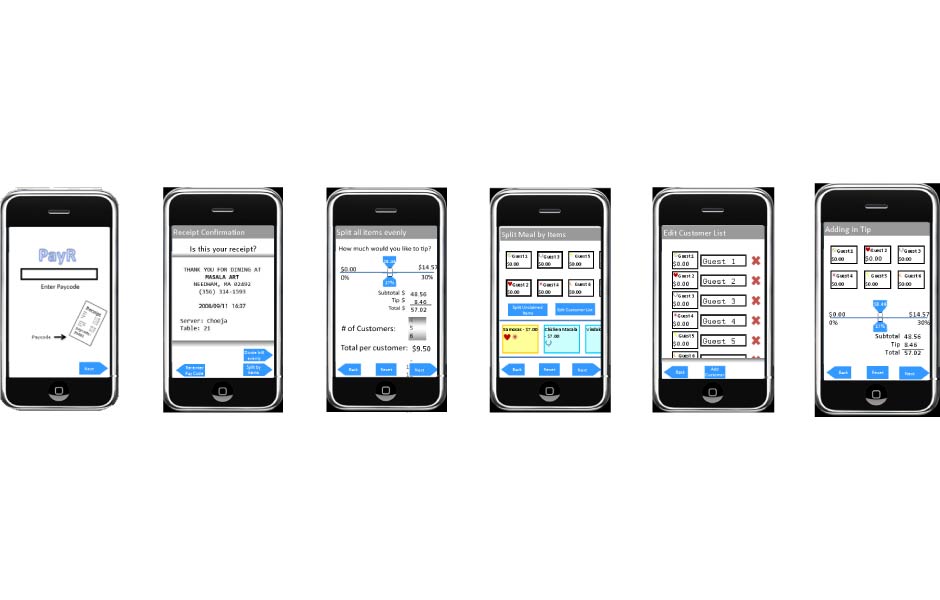 PayR
Enter Paycode
Receipt
Paycode
Next
Receipt Confirmation
Is this your receipt?
THANK YOU FOR DINING AT
MASALA ART
NEEDHAM, MA 02492
(356) 314-1593
2008/09/11 16:37
Server: Choeja
Table: 21
Divide bill evenly
Re-Enter Pay Code
Split by Items
Split all items evenly
How much would you like to tip?
$0.00 $14.57
0% 30%
17%
Subtotal $ 48.56
Tip $ 8.46
Total $ 57.02
# of Customers:
5
6
Total per customer: $9.50
Back Reset Next
Split Meal by Items
Guest 1 Guest 3 Guest 5
$0.00 $0.00 $0.00
Guest 2 Guest 4 Guest 6
$0.00 $0.00 $0.00
Split Unclaimed Items
Edit Customer List
Samosas - $7.00
Chicken Masala
$7.00
Back Reset Next
Edit Customer List
Guest 1 $0.00 Guest 1
Guest 2 $0.00 Guest 2
Guest 3 $0.00 Guest 3
Guest 4 $0.00 Guest 4
Guest 5 $0.00 Guest 5
Guest 6
Back
Add Customer
Adding in Tip
Guest 1 Guest 2 Guest 3
$0.00 $0.00 $0.00
Guest 4 Guest 5 Guest 6
$0.00 $0.00 $0.00
$8.46
$0.00 $14.57
0% 30%
17%
Subtotal 48.56
Tip 8.46
Total 57.02
Back Reset Next